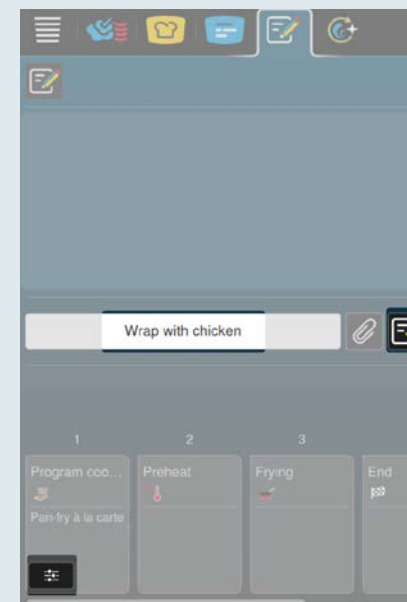 Wrap with chicken
1
2
3
Program coo...
Preheat
Frying
End
Pan-fry à la carte